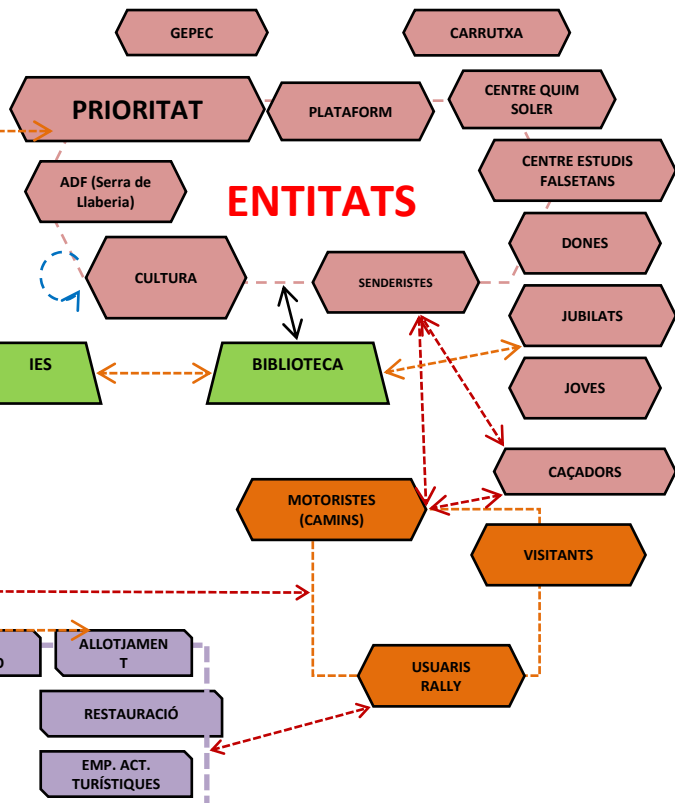 GEPEC
CARRUTXA
PRIORITAT
PLATAFORM
CENTRE QUIM
SOLER
CENTRE ESTUDIS
FALSETANS
ADF (Serra de
Llaberia)
ENTITATS
DONES
CULTURA
SENDERISTES
JUBILATS
IES
BIBLIOTECA
JOVES
CAÇADORS
MOTORISTES
(CAMINS)
VISITANTS
ALLOTJAMEN
T
O
USUARIS
RALLY
RESTAURACIÓ
EMP. ACT.
TURÍSTIQUES